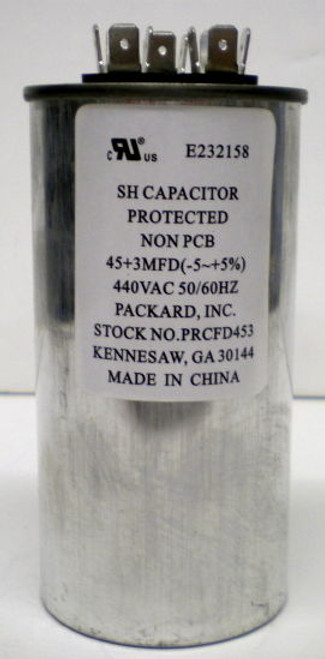 c UR® US E232158
SH CAPACITOR
PROTECTED
NON PCB
45+3MFD(-5~+5%)
440VAC 50/60HZ
PACKARD, INC.
STOCK NO.PRCFD453
KENNESAW, GA 30144
MADE IN CHINA